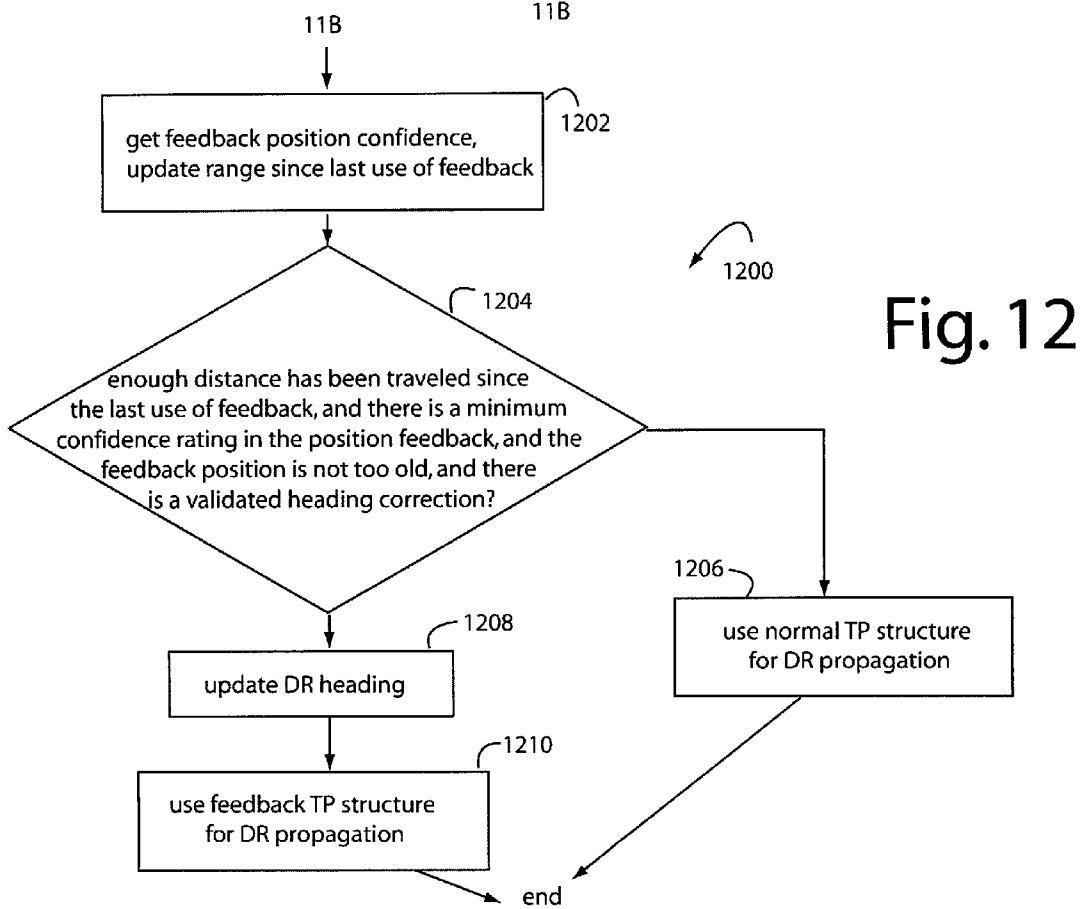 11B
11B
1202
get feedback position confidence,
update range since last use of feedback
1200
1204
Fig. 12
enough distance has been traveled since
the last use of feedback, and there is a minimum
confidence rating in the position feedback, and the
feedback position is not too old, and there
is a validated heading correction?
1206
use normal TP structure
for DR propagation
1208
update DR heading
1210
use feedback TP structure
for DR propagation
end